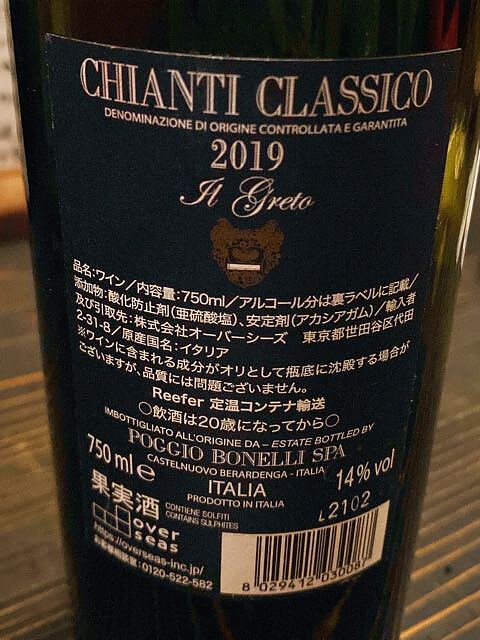 CHIANTI CLASSICO
DENOMINAZIONE DI ORIGINE CONTROLLATA E GARANTITA
2019
Il Greto
品名:ワイン/内容量:750ml/アルコール分は裏ラベルに記載/
添加物:酸化防止剤(亜硫酸塩)、安定剤(アカシアガム)/輸入者
及び引取先:株式会社オーバーシーズ 東京都世田谷区代田
2-31-8/原産国名:イタリア
※ワインに含まれる成分がオリとして瓶底に沈殿する場合が
ございますが、品質には問題ございません。
Reefer 定温コンテナ輸送
○飲酒は20歳になってから○
IMBOTTIGLIATO ALL'ORIGINE DA - ESTATE BOTTLED BY
POGGIO BONELLI SPA
CASTELNUOVO BERARDENGA - ITALIA
750 ml e
ITALIA
14% vol
PRODOTTO IN ITALIA
L2102
果実酒
CONTIENE SOLFITI
CONTAINS SULPHITES
over
seas
https://overseas-inc.jp/
お客様相談室:0120-522-582
8 029412 030087